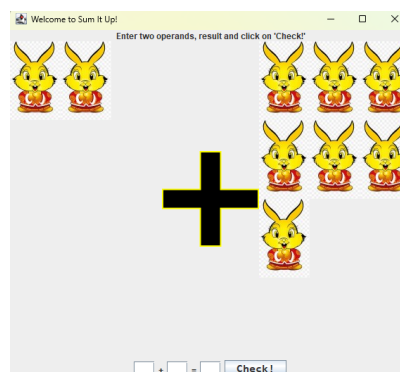 Welcome to Sum It Up!
Enter two operands, result and click on 'Check!'
+ = Check!